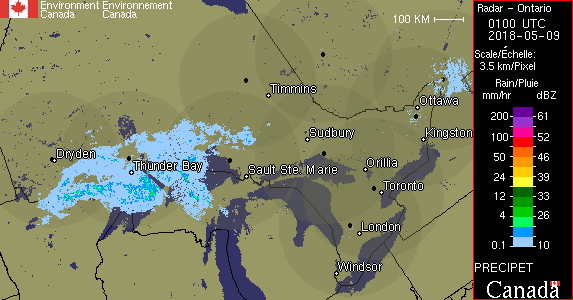 Environment Environnement
Canada Canada
100 KM
Timmins
Ottawa
Sudbury
Kingston
Dryden
Thunder Bay
Sault Ste. Marie
Orillia
Toronto
London
Windsor
Radar - Ontario
0100 UTC
2018-05-09
Scale/Échelle:
3.5 km/Pixel
Rain/Pluie
mm/hr dBZ
200 61
100 52
50 46
24 39
12 33
4 26
0.1 10
PRECIPET
Canada